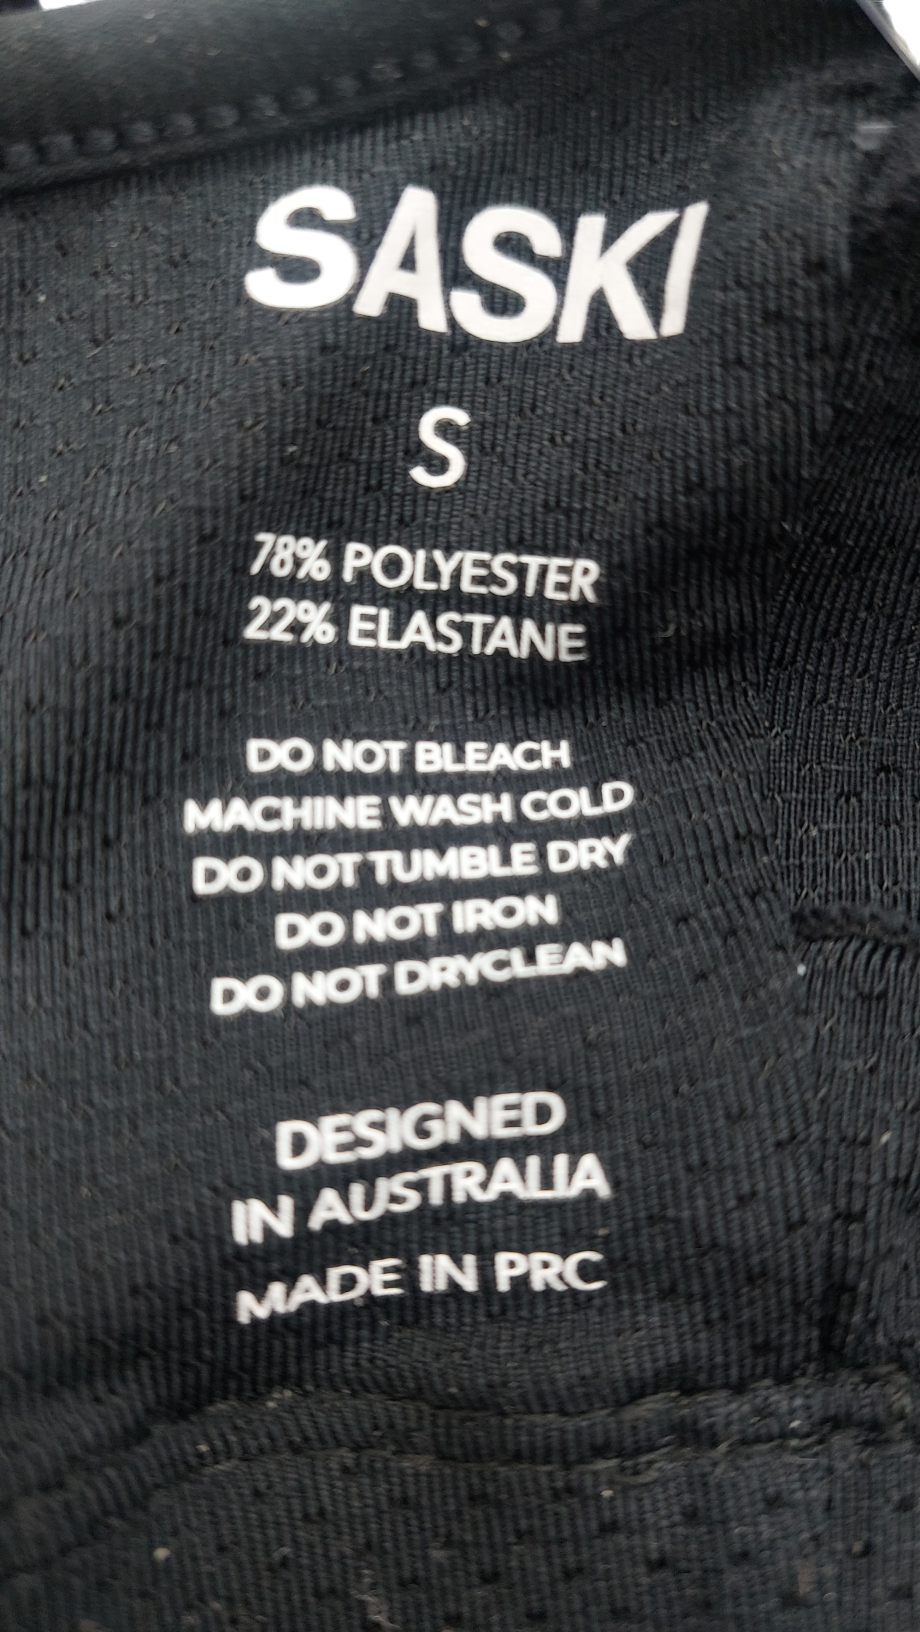 SASKI
S
78% POLYESTER
22% ELASTANE
DO NOT BLEACH
MACHINE WASH COLD
DO NOT TUMBLE DRY
DO NOT IRON
DO NOT DRYCLEAN
DESIGNED
IN AUSTRALIA
MADE IN PRC